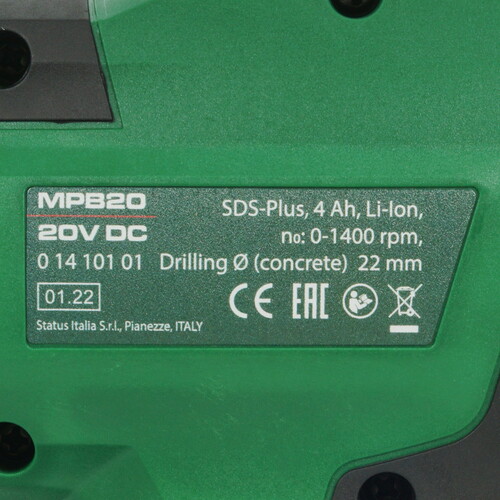 MPB20
20V DC
0 14 101 01
01.22
Status Italia S.r.l., Pianezze, ITALY
SDS-Plus, 4 Ah, Li-Ion,
n₀: 0-1400 rpm,
Drilling Ø (concrete) 22 mm
CE EAC